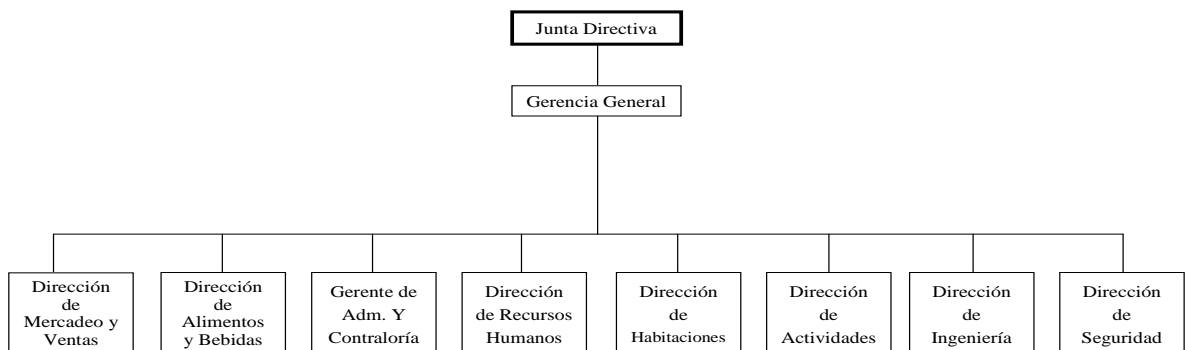 Junta Directiva
Gerencia General
Dirección
de
Mercadeo y
Ventas
Dirección
de
Alimentos
y Bebidas
Gerente de
Adm. Y
Contraloría
Dirección
de Recursos
Humanos
Dirección
de
Habitaciones
Dirección
de
Actividades
Dirección
de
Ingeniería
Dirección
de
Seguridad